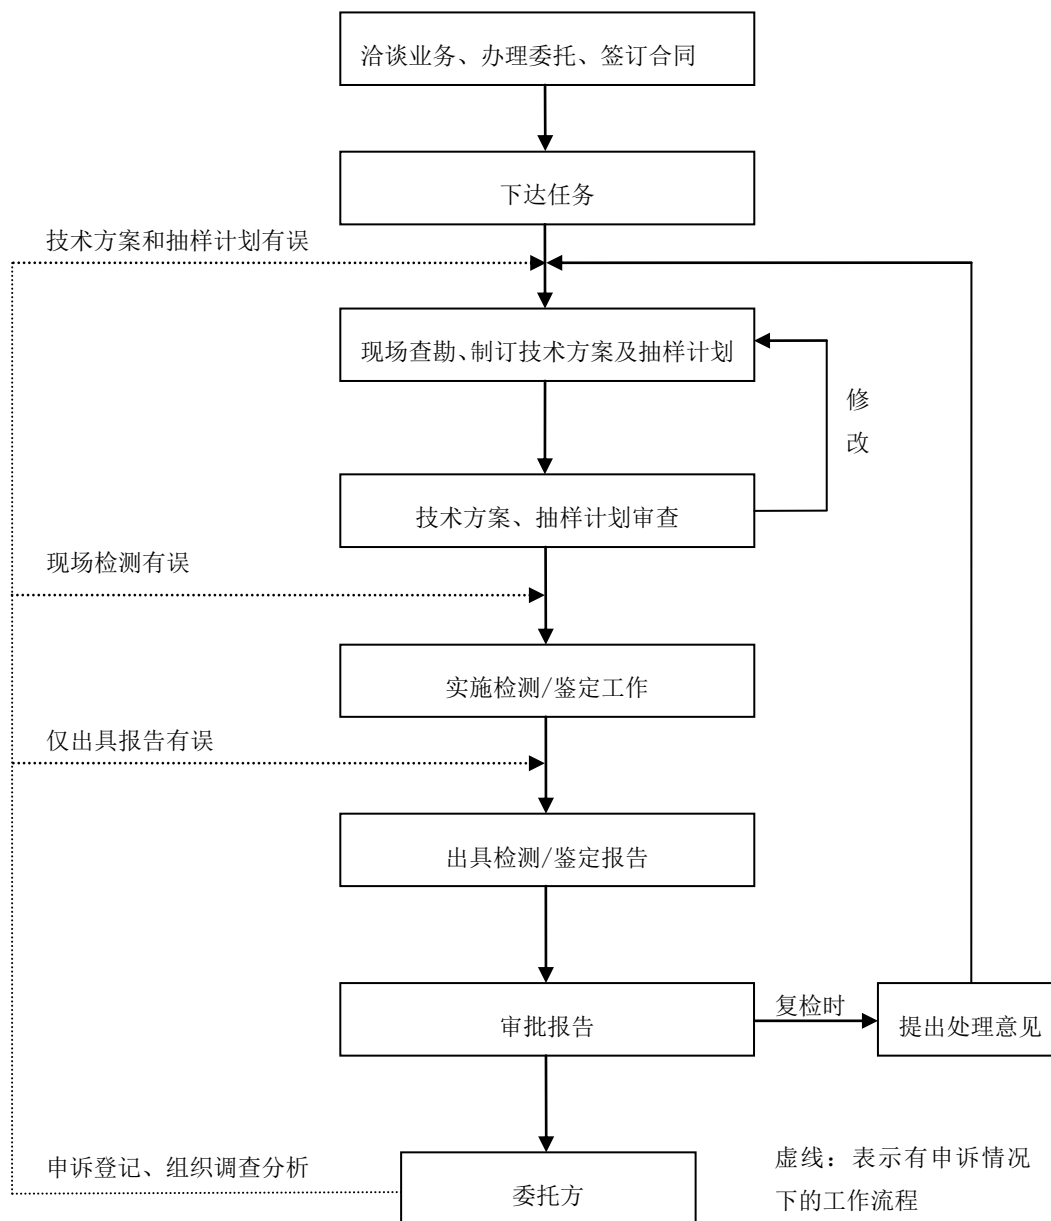 洽谈业务、办理委托、签订合同
下达任务
技术方案和抽样计划有误
现场查勘、制订技术方案及抽样计划
修
改
技术方案、抽样计划审查
现场检测有误
实施检测/鉴定工作
仅出具报告有误
出具检测/鉴定报告
审批报告
复检时
提出处理意见
申诉登记、组织调查分析
委托方
虚线：表示有申诉情况
下的工作流程